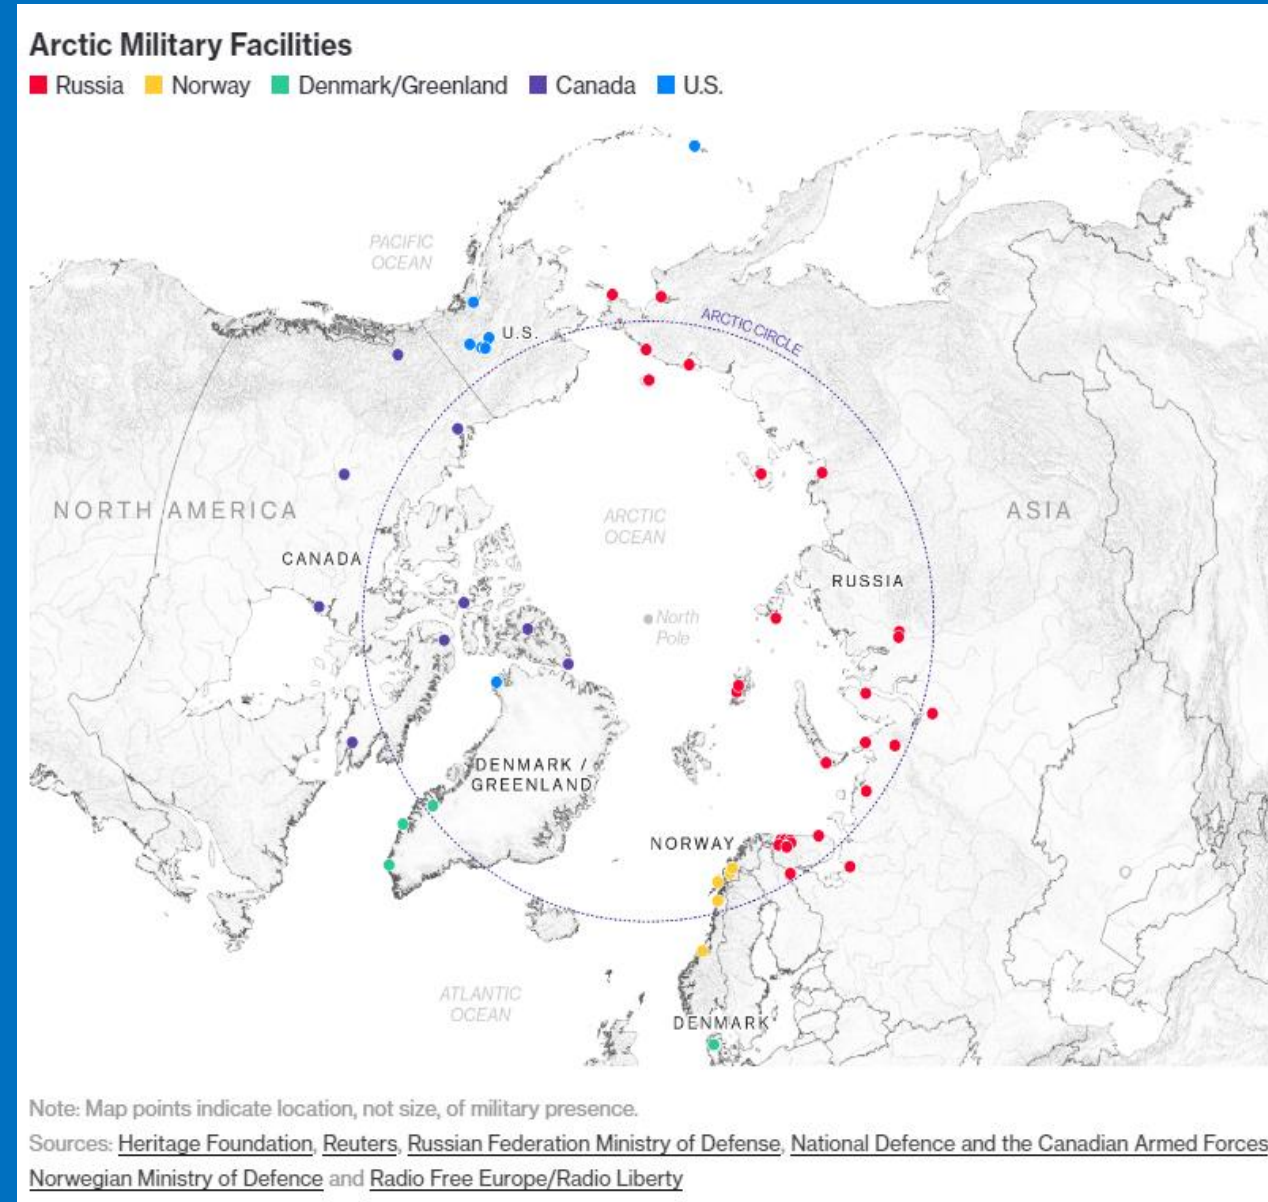 Arctic Military Facilities
Russia Norway Denmark/Greenland Canada U.S.
PACIFIC
OCEAN
U.S.
ARCTIC CIRCLE
NORTH AMERICA
ARCTIC
OCEAN
ASIA
CANADA
RUSSIA
North
Pole
DENMARK /
GREENLAND
NORWAY
ATLANTIC
OCEAN
DENMARK
Note: Map points indicate location, not size, of military presence.
Sources: Heritage Foundation, Reuters, Russian Federation Ministry of Defense, National Defence and the Canadian Armed Forces
Norwegian Ministry of Defence and Radio Free Europe/Radio Liberty